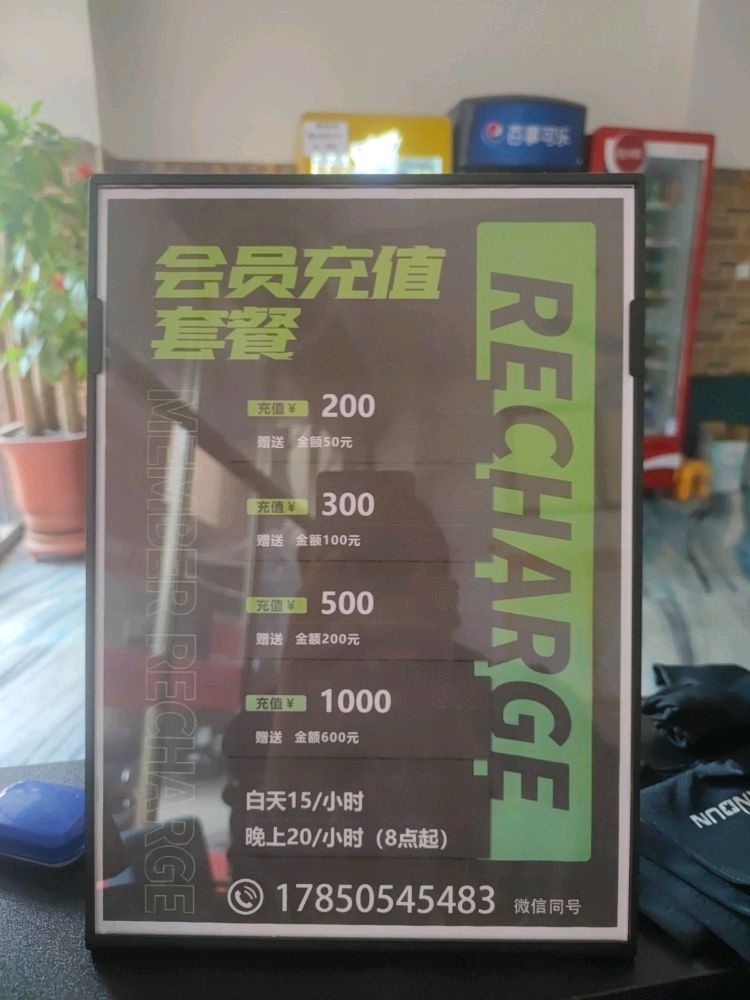 百事可乐
会员充值
套餐
RECHARGE
MEMBER RECHARGE
充值¥ 200
赠送 金额50元
充值¥ 300
赠送 金额100元
充值¥ 500
赠送 金额200元
充值¥ 1000
赠送 金额600元
白天15/小时
晚上20/小时（8点起）
17850545483 微信同号